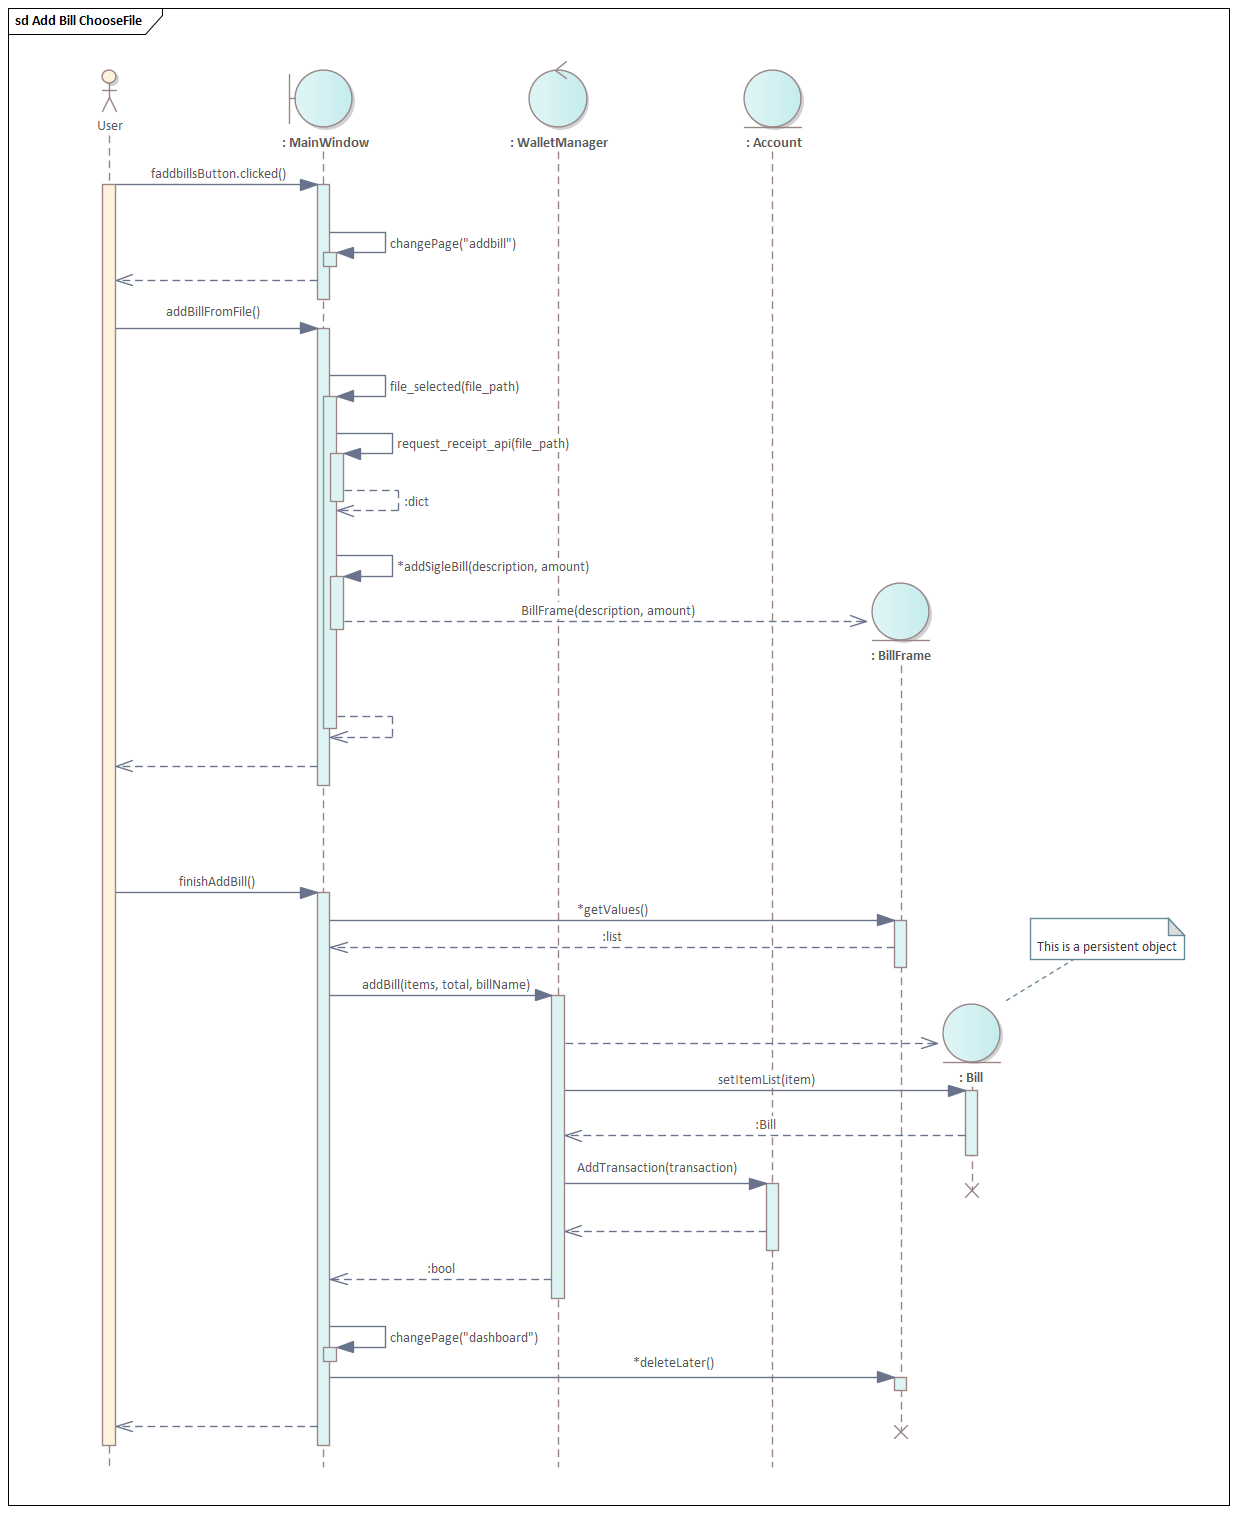 sd Add Bill ChooseFile
User
: MainWindow
: WalletManager
: Account
faddbillsButton.clicked()
changePage("addbill")
addBillFromFile()
file_selected(file_path)
request_receipt_api(file_path)
:dict
*addSigleBill(description, amount)
BillFrame(description, amount)
: BillFrame
finishAddBill()
*getValues()
:list
This is a persistent object
addBill(items, total, billName)
: Bill
setItemList(item)
:Bill
AddTransaction(transaction)
:bool
changePage("dashboard")
*deleteLater()